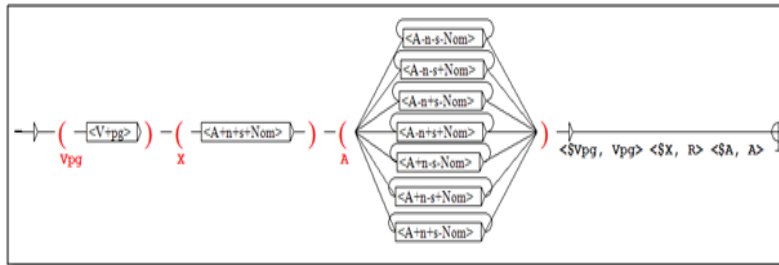 <A-n-s-Nom>
<A-n-s+Nom>
<A-n+s-Nom>
( <V+pg> ) ( <A+n+s+Nom> ) ( <A-n+s+Nom> )
Vpg X A <$Vpg, Vpg> <$X, R> <$A, A>
<A+n-s-Nom>
<A+n-s+Nom>
<A+n+s-Nom>